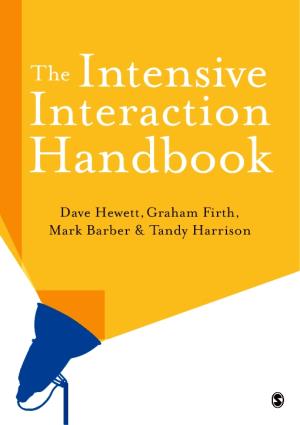 The Intensive
Interaction
Handbook
Dave Hewett, Graham Firth,
Mark Barber & Tandy Harrison